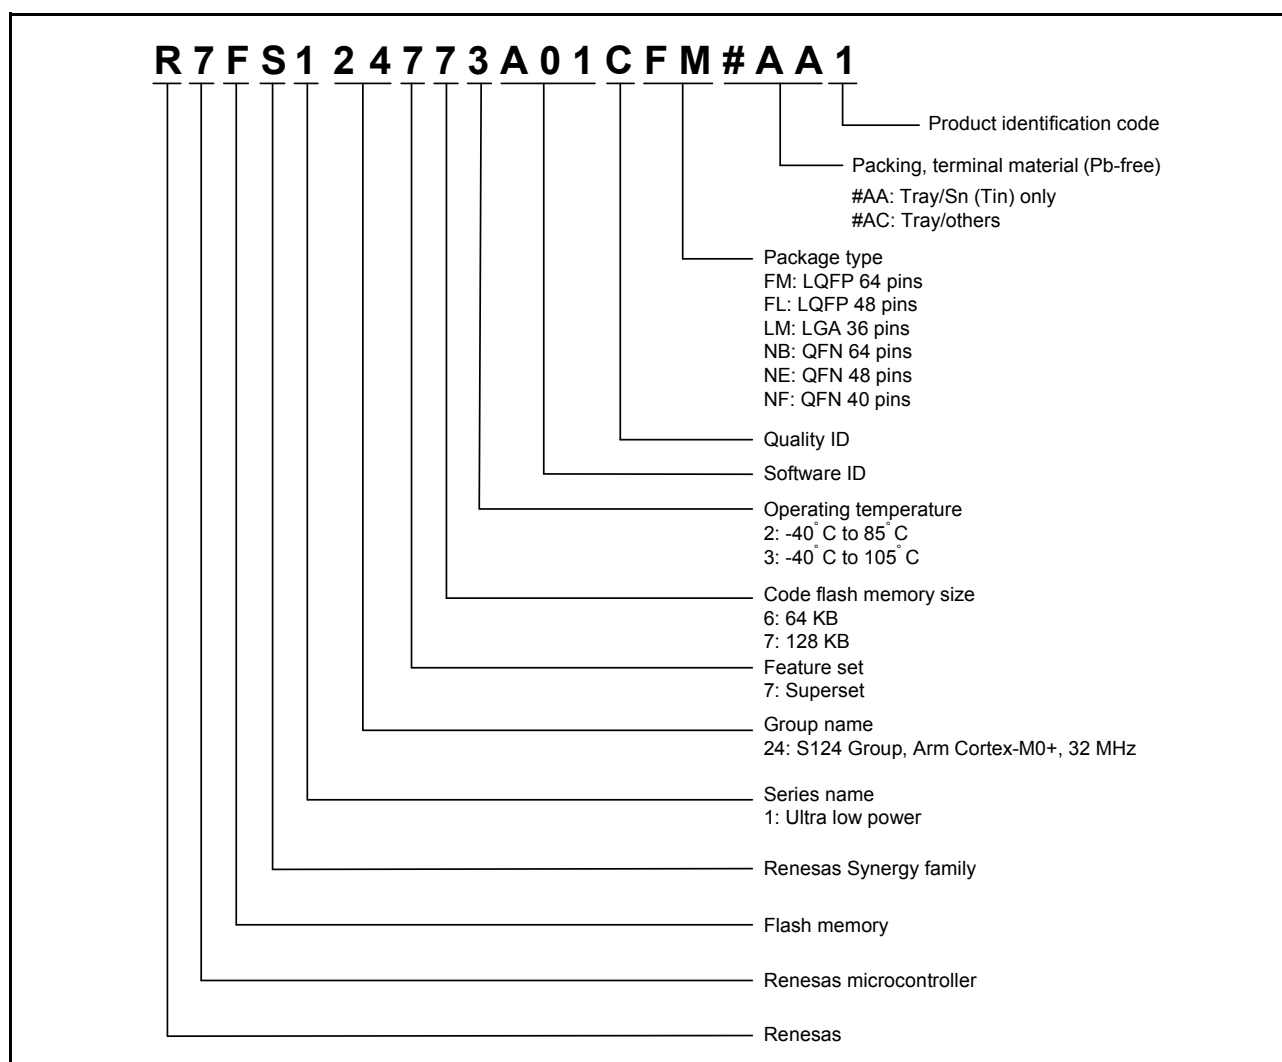 R 7 F S 1 2 4 7 7 3 A 0 1 C F M # A A 1
Product identification code
Packing, terminal material (Pb-free)
#AA: Tray/Sn (Tin) only
#AC: Tray/others
Package type
FM: LQFP 64 pins
FL: LQFP 48 pins
LM: LGA 36 pins
NB: QFN 64 pins
NE: QFN 48 pins
NF: QFN 40 pins
Quality ID
Software ID
Operating temperature
2: -40°C to 85°C
3: -40°C to 105°C
Code flash memory size
6: 64 KB
7: 128 KB
Feature set
7: Superset
Group name
24: S124 Group, Arm Cortex-M0+, 32 MHz
Series name
1: Ultra low power
Renesas Synergy family
Flash memory
Renesas microcontroller
Renesas